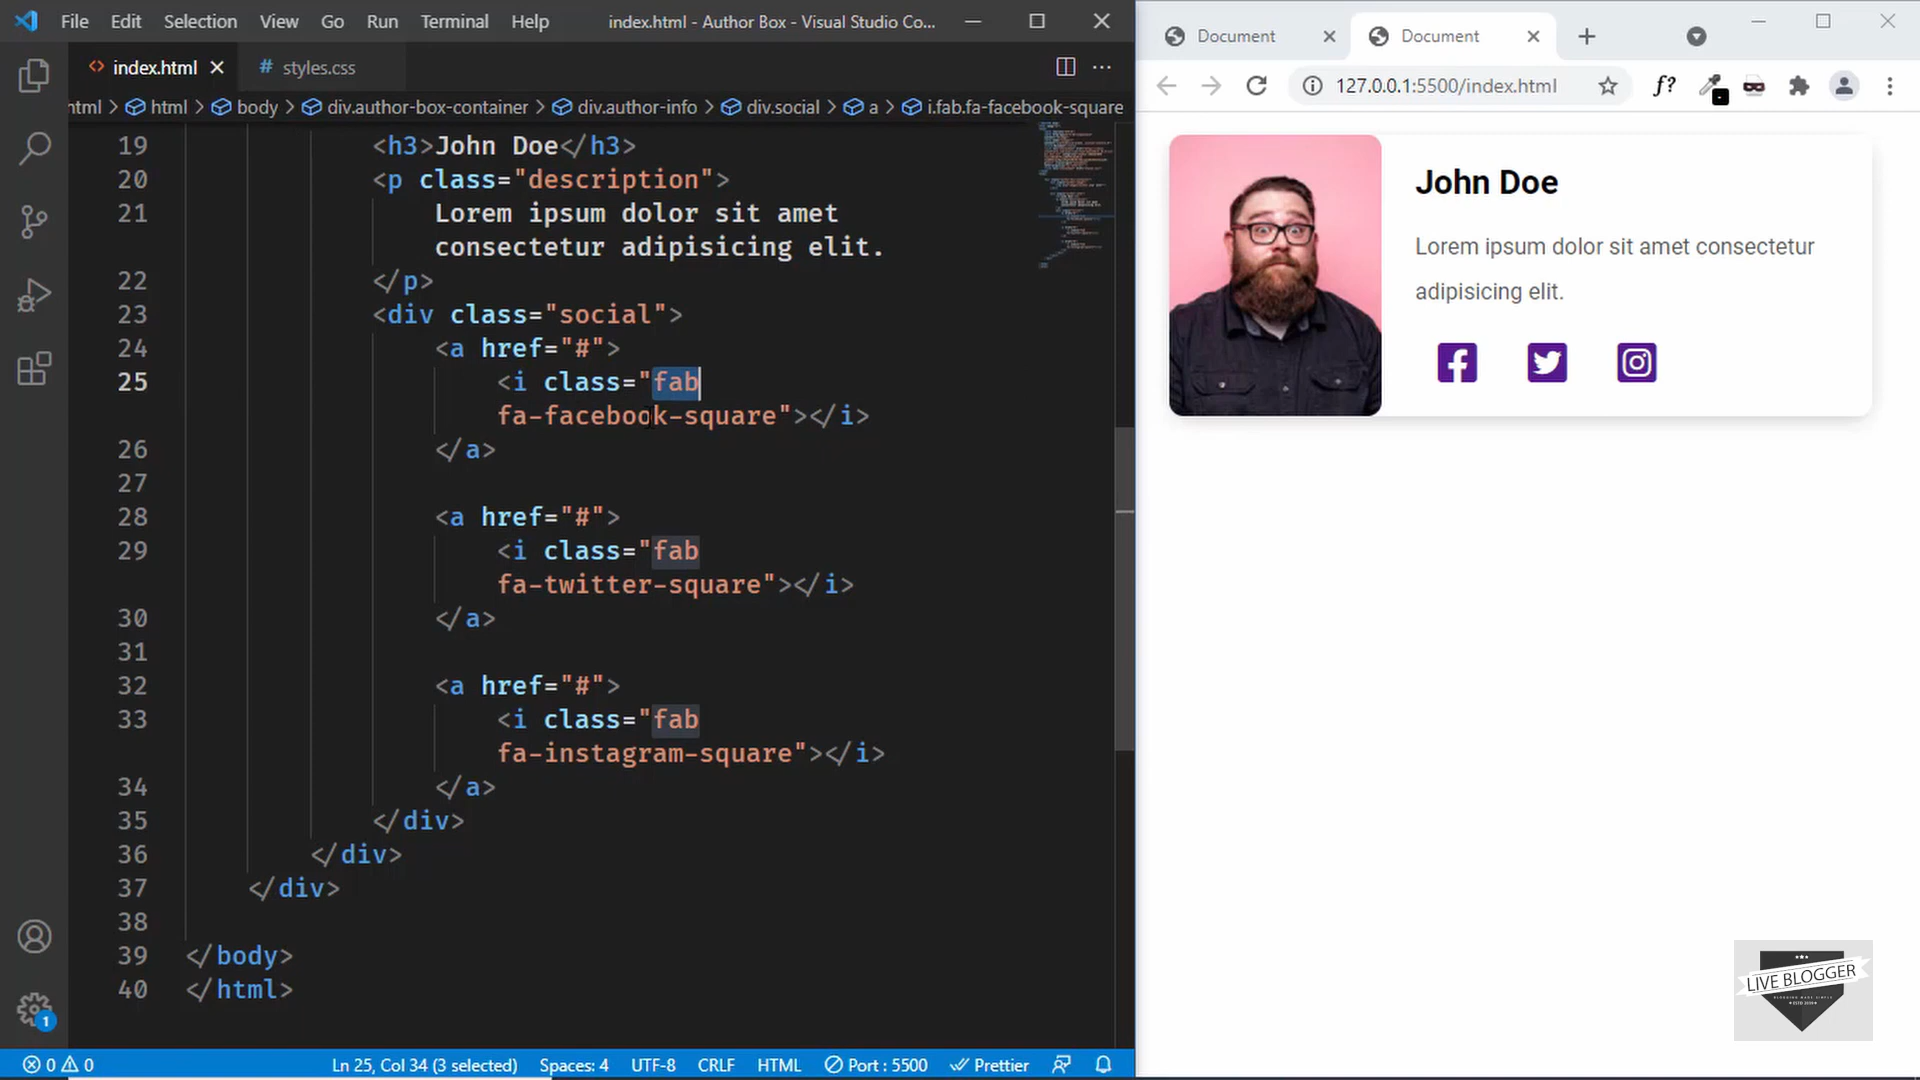 File Edit Selection View Go Run Terminal Help index.html - Author Box - Visual Studio Co...
index.html styles.css
html > html > body > div.author-box-container > div.author-info > div.social > a > i.fab.fa-facebook-square
19 <h3>John Doe</h3>
20 <p class="description">
21 Lorem ipsum dolor sit amet
consectetur adipisicing elit.
22 </p>
23 <div class="social">
24 <a href="#">
25 <i class="fab
fa-facebook-square"></i>
26 </a>
27
28 <a href="#">
29 <i class="fab
fa-twitter-square"></i>
30 </a>
31
32 <a href="#">
33 <i class="fab
fa-instagram-square"></i>
34 </a>
35 </div>
36 </div>
37 </div>
38
39 </body>
40 </html>
1
0 0 Ln 25, Col 34 (3 selected) Spaces: 4 UTF-8 CRLF HTML Port : 5500 Prettier
Document Document
127.0.0.1:5500/index.html f?
John Doe
Lorem ipsum dolor sit amet consectetur
adipisicing elit.
LIVE BLOGGER